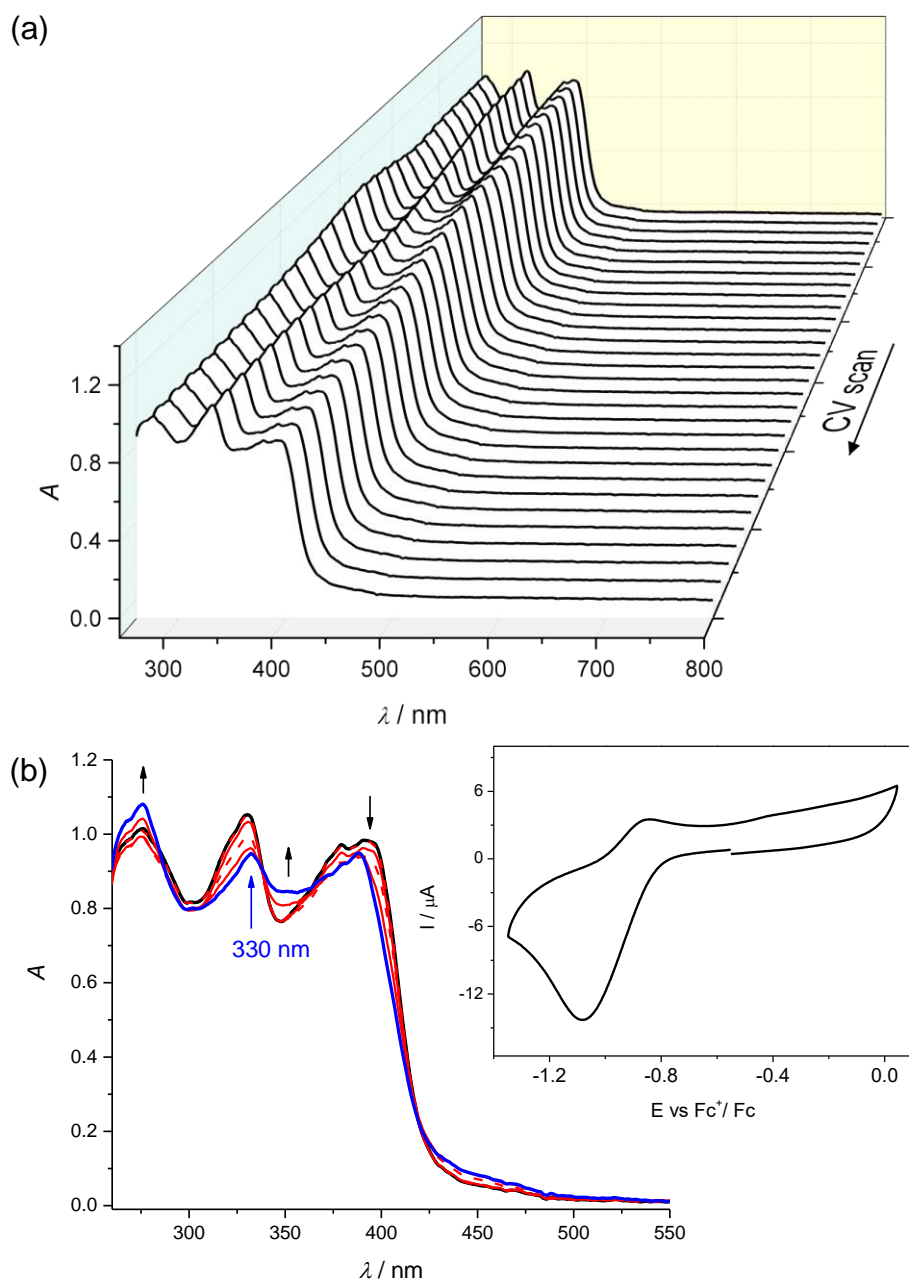 (a)
1.2
0.8
0.4
0.0
A
300 400 500 600 700 800
λ / nm
CV scan
(b)
1.2
1.0
0.8
0.6
0.4
0.2
0.0
A
330 nm
300 350 400 450 500 550
λ / nm
6
0
-6
-12
I / µA
-1.2 -0.8 -0.4 0.0
E vs Fc⁺/ Fc